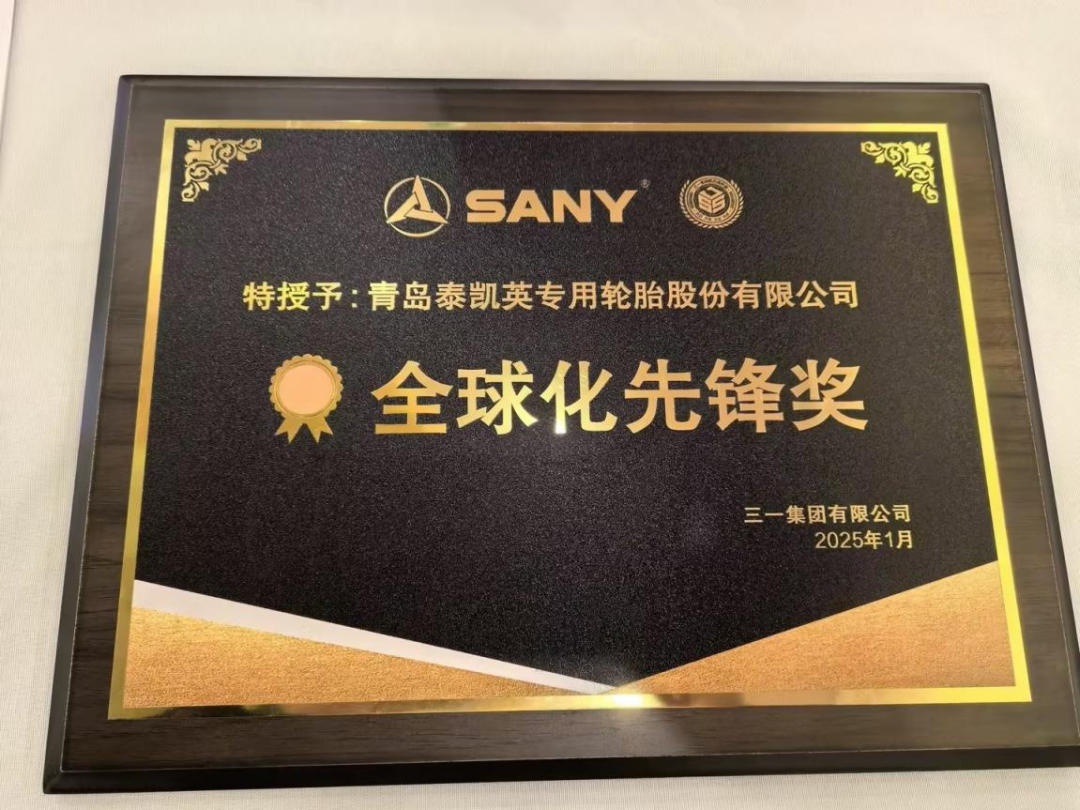 SANY®
特授予:青岛泰凯英专用轮胎股份有限公司
全球化先锋奖
三一集团有限公司
2025年1月